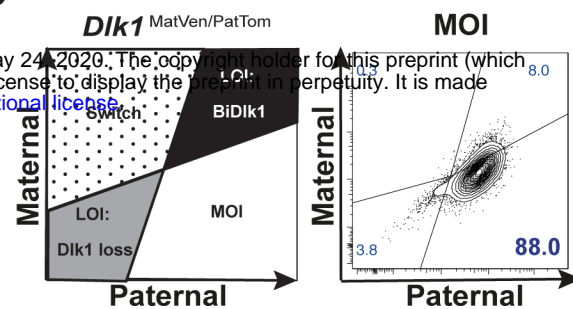 Dlk1 MatVen/PatTom
MOI
ay 24, 2020. The copyright holder for this preprint (which
cense to display the preprint in perpetuity. It is made
tional license.
Maternal
Switch
LOI:
BiDlk1
LOI:
Dlk1 loss
MOI
Paternal
Maternal
0.3
8.0
3.8
88.0
Paternal